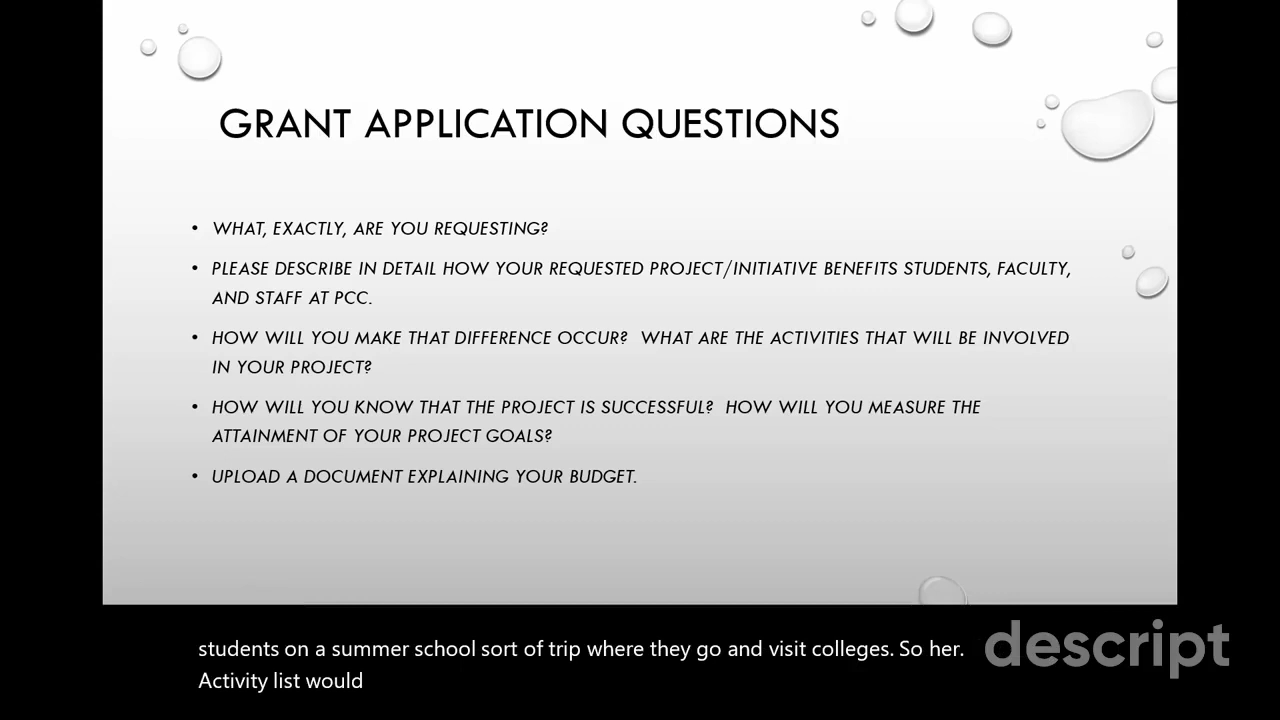 GRANT APPLICATION QUESTIONS
• WHAT, EXACTLY, ARE YOU REQUESTING?
• PLEASE DESCRIBE IN DETAIL HOW YOUR REQUESTED PROJECT/INITIATIVE BENEFITS STUDENTS, FACULTY,
AND STAFF AT PCC.
• HOW WILL YOU MAKE THAT DIFFERENCE OCCUR?  WHAT ARE THE ACTIVITIES THAT WILL BE INVOLVED
IN YOUR PROJECT?
• HOW WILL YOU KNOW THAT THE PROJECT IS SUCCESSFUL?  HOW WILL YOU MEASURE THE
ATTAINMENT OF YOUR PROJECT GOALS?
• UPLOAD A DOCUMENT EXPLAINING YOUR BUDGET.
students on a summer school sort of trip where they go and visit colleges. So her.
Activity list would
descript